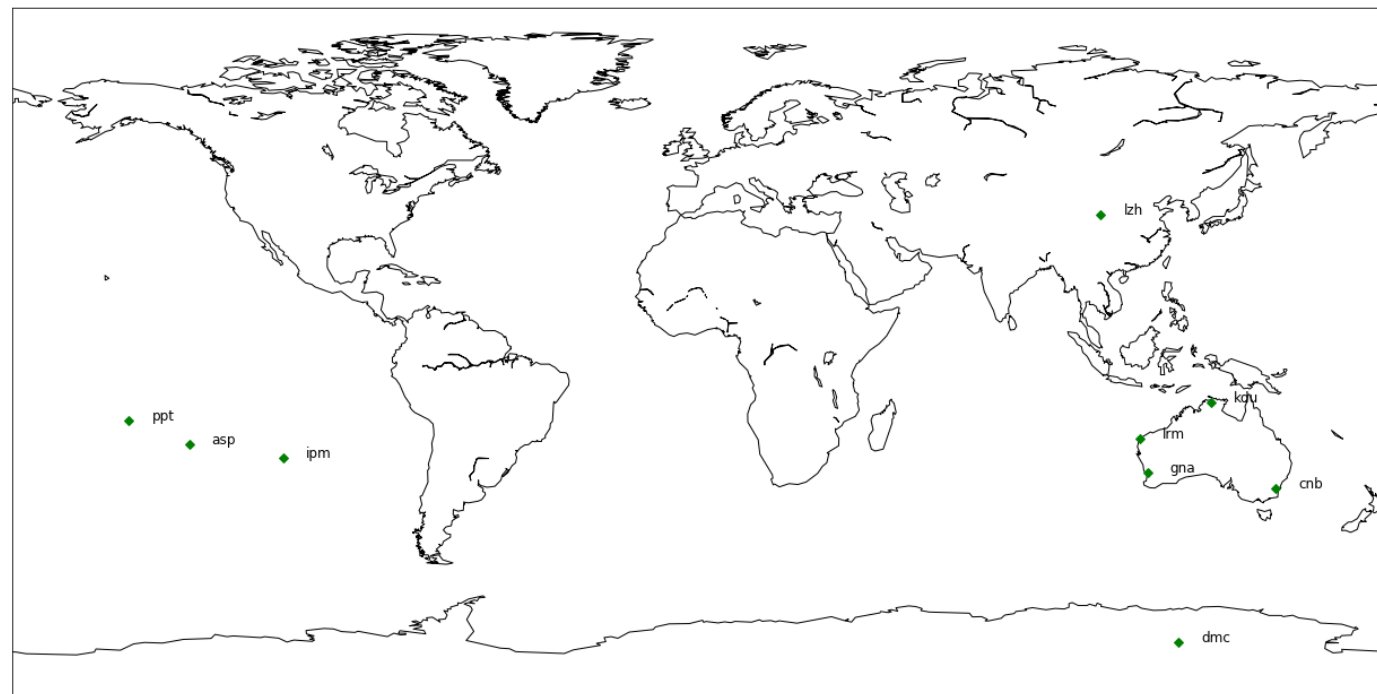 lzh
kdu
ppt
lrm
asp
ipm
gna
cnb
dmc